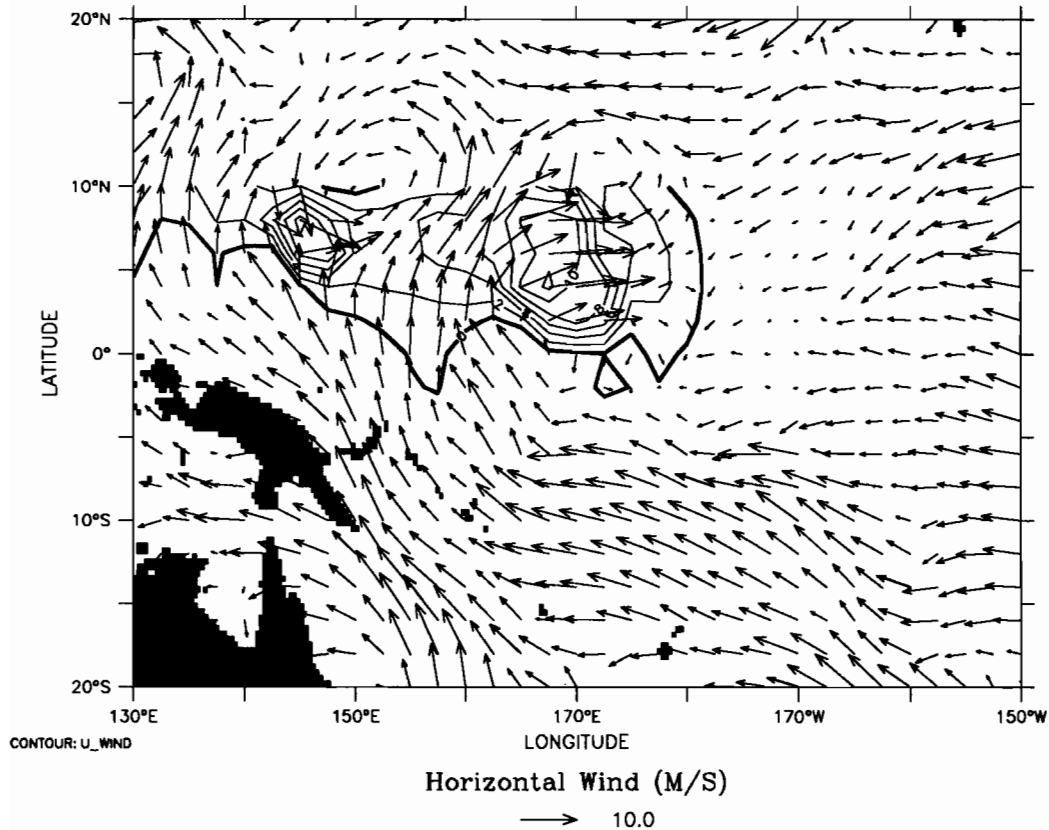 20°N
10°N
0°
10°S
20°S
LATITUDE
130°E 150°E 170°E 170°W 150°W
LONGITUDE
CONTOUR: U_WIND
Horizontal Wind (M/S)
10.0